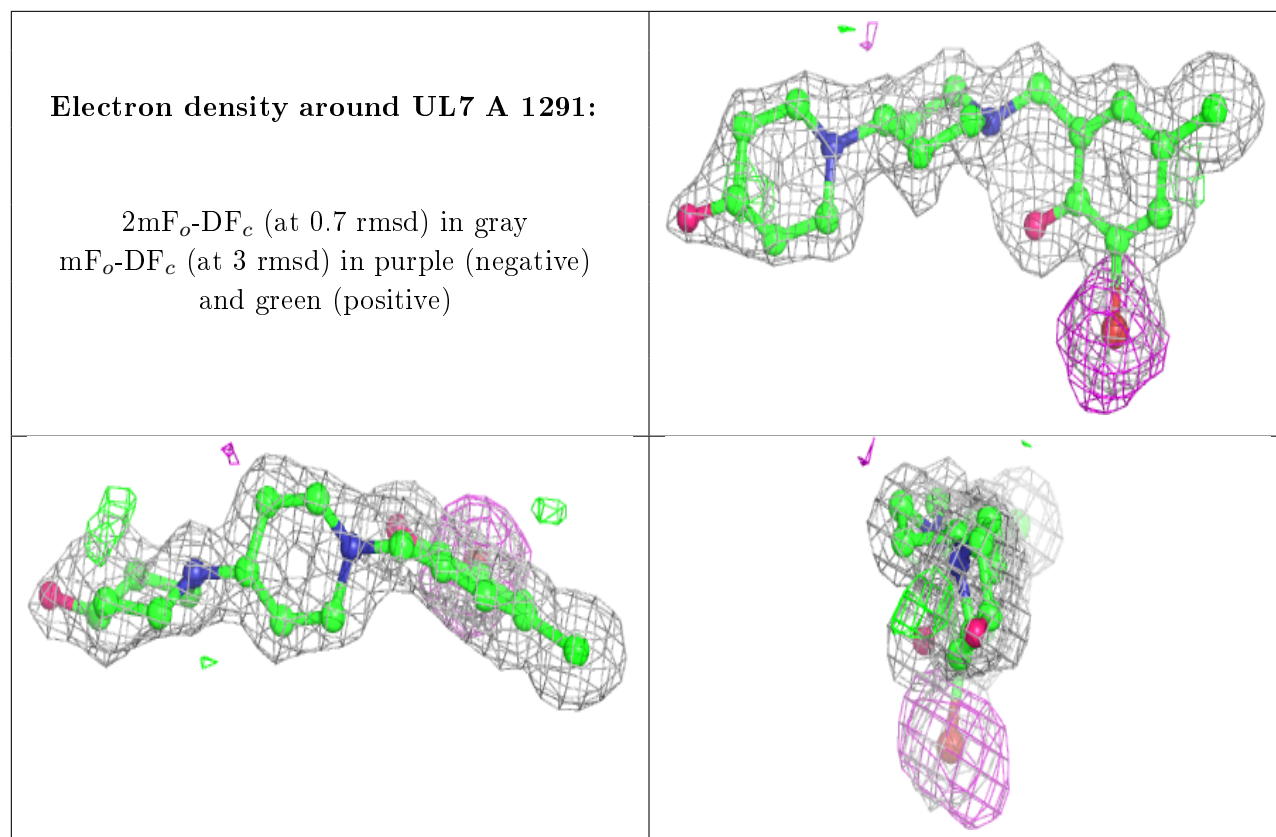 Electron density around UL7 A 1291:
2mFo-DFc (at 0.7 rmsd) in gray
mFo-DFc (at 3 rmsd) in purple (negative)
and green (positive)